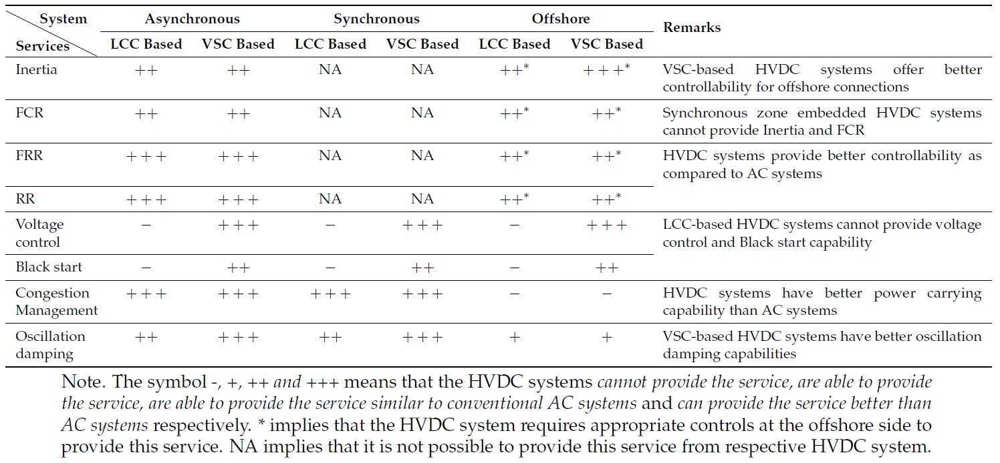 System Asynchronous Synchronous Offshore Remarks
Services LCC Based VSC Based LCC Based VSC Based LCC Based VSC Based
Inertia ++ ++ NA NA ++* +++* VSC-based HVDC systems offer better
controllability for offshore connections
FCR ++ ++ NA NA ++* ++* Synchronous zone embedded HVDC systems
cannot provide Inertia and FCR
FRR +++ +++ NA NA ++* ++* HVDC systems provide better controllability as
compared to AC systems
RR +++ +++ NA NA ++* ++*
Voltage − +++ − +++ − +++ LCC-based HVDC systems cannot provide voltage
control control and Black start capability
Black start − ++ − ++ − ++
Congestion +++ +++ +++ +++ − − HVDC systems have better power carrying
Management capability than AC systems
Oscillation ++ +++ ++ +++ + + VSC-based HVDC systems have better oscillation
damping damping capabilities
Note. The symbol -, +, ++ and +++ means that the HVDC systems cannot provide the service, are able to provide
the service, are able to provide the service similar to conventional AC systems and can provide the service better than
AC systems respectively. * implies that the HVDC system requires appropriate controls at the offshore side to
provide this service. NA implies that it is not possible to provide this service from respective HVDC system.